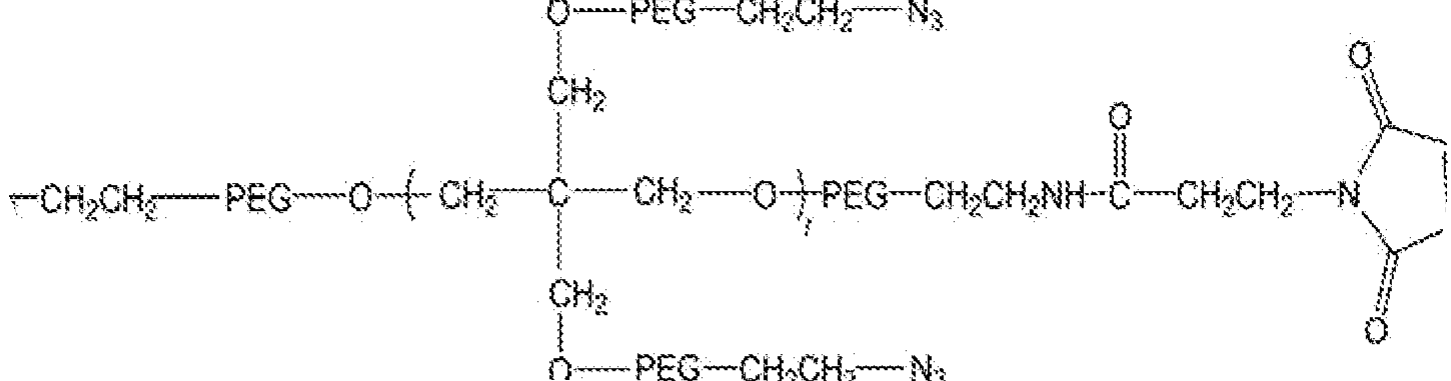 O—PEG—CH₂CH₂—N₃
O
CH₂
O
—CH₂CH₂—PEG—O—(—CH₂—C—CH₂—O—)r—PEG—CH₂CH₂NH—C—CH₂CH₂—N
CH₂
O
O—PEG—CH₂CH₂—N₃